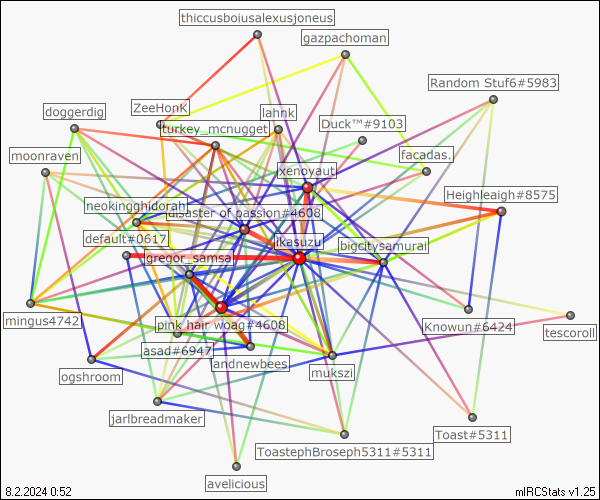 thiccusboiusalexusjoneus
gazpachoman
Random Stuf6#5983
ZeeHonK
doggerdig
lahnk
Duck™#9103
turkey_mcnugget
moonraven
facadas.
xenoyaut
Heighleaigh#8575
neokingghidorah
disaster of passion#4608
default#0617
ikasuzu
bigcitysamurai
gregor_samsa
mingus4742
pink hair woag#4608
Knowun#6424
tescoroll
asad#6947
landnewbees
ogshroom
mukszi
jarlbreadmaker
Toast#5311
ToastephBroseph5311#5311
avelicious
8.2.2024 0:52
mIRCStats v1.25